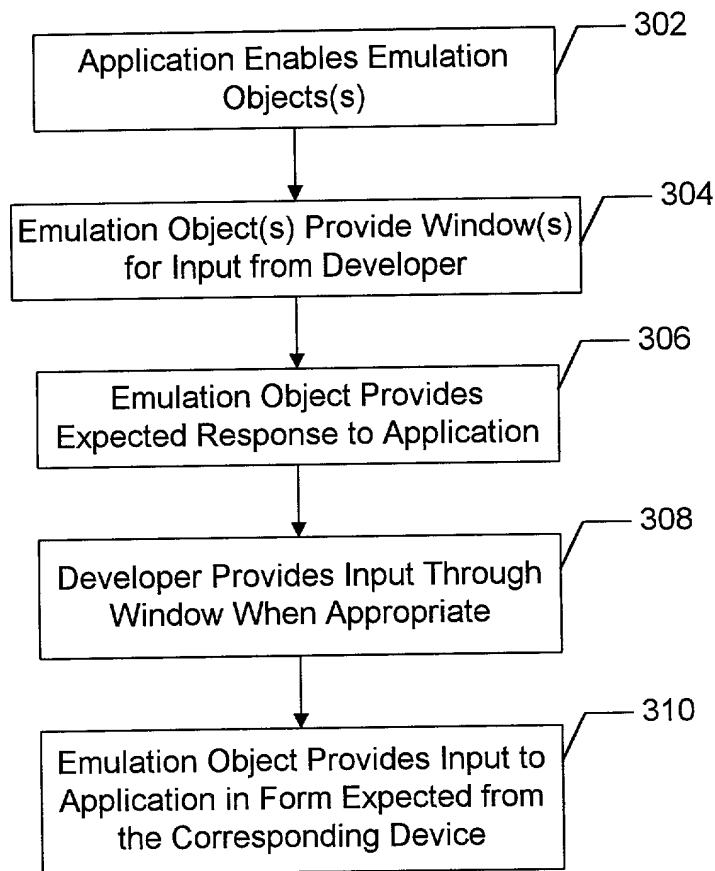 302
Application Enables Emulation
Objects(s)
304
Emulation Object(s) Provide Window(s)
for Input from Developer
306
Emulation Object Provides
Expected Response to Application
308
Developer Provides Input Through
Window When Appropriate
310
Emulation Object Provides Input to
Application in Form Expected from
the Corresponding Device